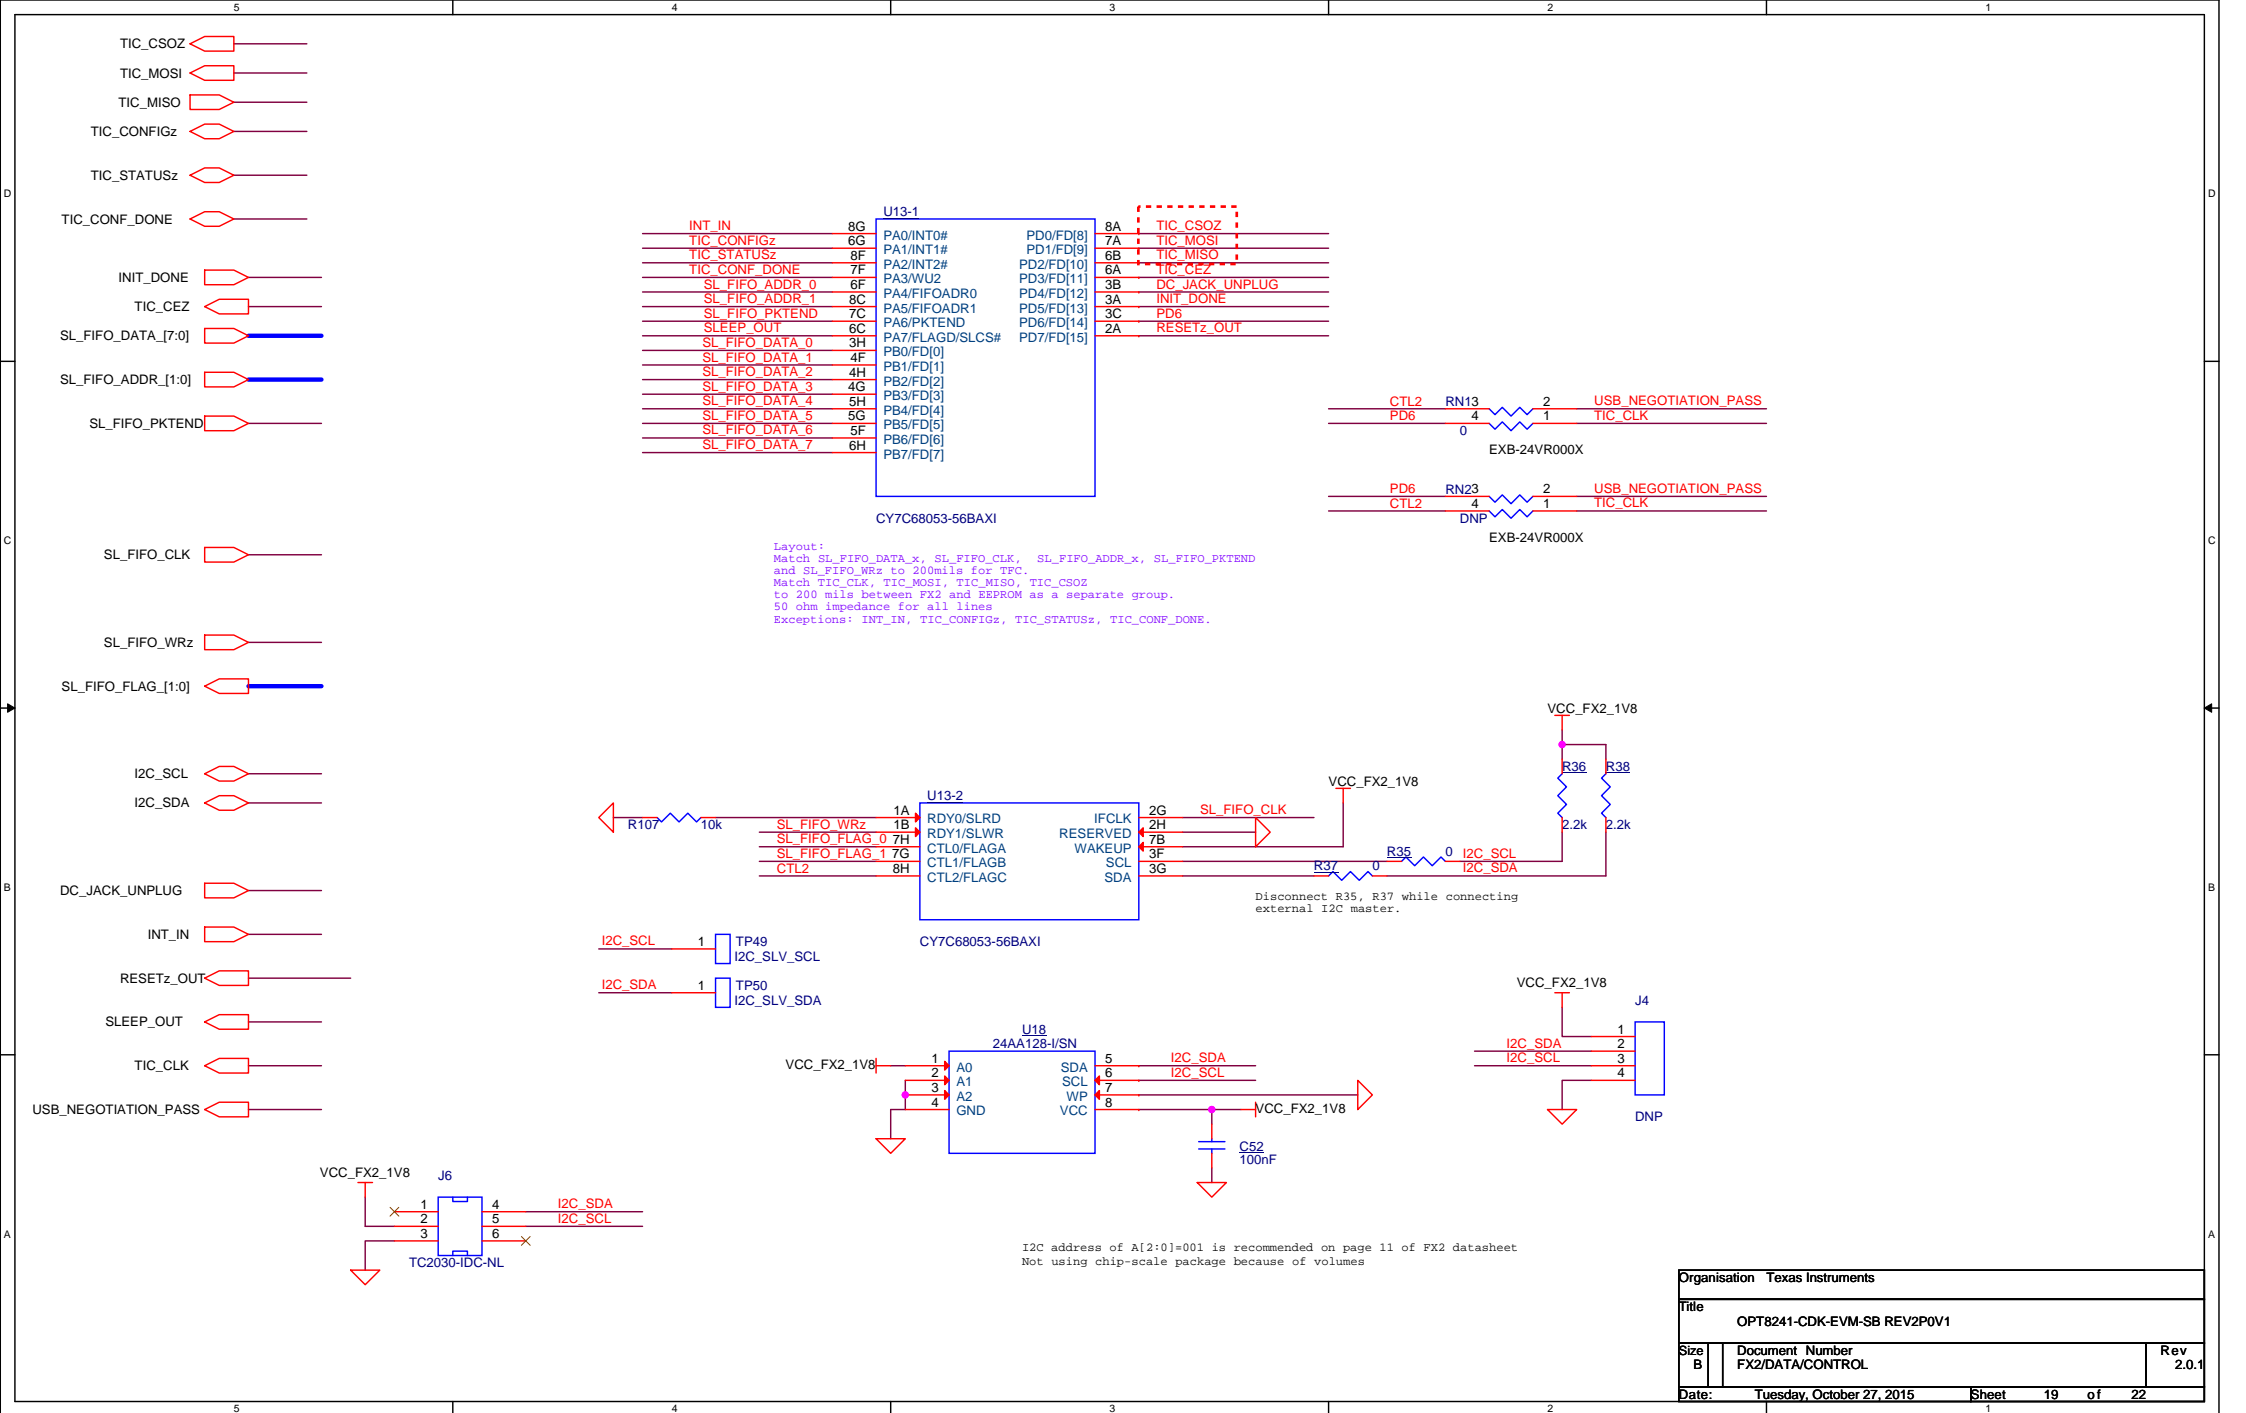 5 4 3 2 1
TIC_CSOZ
TIC_MOSI
TIC_MISO
TIC_CONFIGz
TIC_STATUSz
TIC_CONF_DONE
INIT_DONE
TIC_CEZ
SL_FIFO_DATA_[7:0]
SL_FIFO_ADDR_[1:0]
SL_FIFO_PKTEND
SL_FIFO_CLK
SL_FIFO_WRz
SL_FIFO_FLAG_[1:0]
I2C_SCL
I2C_SDA
DC_JACK_UNPLUG
INT_IN
RESETz_OUT
SLEEP_OUT
TIC_CLK
USB_NEGOTIATION_PASS
D D
C C
B B
A A
U13-1
INT_IN 8G PA0/INT0# PD0/FD[8] 8A TIC_CSOZ
TIC_CONFIGz 6G PA1/INT1# PD1/FD[9] 7A TIC_MOSI
TIC_STATUSz 8F PA2/INT2# PD2/FD[10] 6B TIC_MISO
TIC_CONF_DONE 7F PA3/WU2 PD3/FD[11] 6A TIC_CEZ
SL_FIFO_ADDR_0 6F PA4/FIFOADR0 PD4/FD[12] 3B DC_JACK_UNPLUG
SL_FIFO_ADDR_1 8C PA5/FIFOADR1 PD5/FD[13] 3A INIT_DONE
SL_FIFO_PKTEND 7C PA6/PKTEND PD6/FD[14] 3C PD6
SLEEP_OUT 6C PA7/FLAGD/SLCS# PD7/FD[15] 2A RESETz_OUT
SL_FIFO_DATA_0 3H PB0/FD[0]
SL_FIFO_DATA_1 4F PB1/FD[1]
SL_FIFO_DATA_2 4H PB2/FD[2]
SL_FIFO_DATA_3 4G PB3/FD[3]
SL_FIFO_DATA_4 5H PB4/FD[4]
SL_FIFO_DATA_5 5G PB5/FD[5]
SL_FIFO_DATA_6 5F PB6/FD[6]
SL_FIFO_DATA_7 6H PB7/FD[7]
CY7C68053-56BAXI
CTL2 RN13 2 USB_NEGOTIATION_PASS
PD6 4 1 TIC_CLK
0
EXB-24VR000X
PD6 RN23 2 USB_NEGOTIATION_PASS
CTL2 4 1 TIC_CLK
DNP
EXB-24VR000X
Layout:
Match SL_FIFO_DATA_x, SL_FIFO_CLK, SL_FIFO_ADDR_x, SL_FIFO_PKTEND
and SL_FIFO_WRz to 200mils for TFC.
Match TIC_CLK, TIC_MOSI, TIC_MISO, TIC_CSOZ
to 200 mils between FX2 and EEPROM as a separate group.
50 ohm impedance for all lines
Exceptions: INT_IN, TIC_CONFIGz, TIC_STATUSz, TIC_CONF_DONE.
VCC_FX2_1V8
R36 R38
2.2k 2.2k
VCC_FX2_1V8
U13-2
R107 10k 1A RDY0/SLRD IFCLK 2G SL_FIFO_CLK
SL_FIFO_WRz 1B RDY1/SLWR RESERVED 2H
SL_FIFO_FLAG_0 7H CTL0/FLAGA WAKEUP 7B
SL_FIFO_FLAG_1 7G CTL1/FLAGB SCL 3F R35 0 I2C_SCL
CTL2 8H CTL2/FLAGC SDA 3G R37 0 I2C_SDA
CY7C68053-56BAXI
Disconnect R35, R37 while connecting
external I2C master.
I2C_SCL 1 TP49
I2C_SLV_SCL
I2C_SDA 1 TP50
I2C_SLV_SDA
U18
24AA128-I/SN
VCC_FX2_1V8 1 A0 SDA 5 I2C_SDA
2 A1 SCL 6 I2C_SCL
3 A2 WP 7
4 GND VCC 8 VCC_FX2_1V8
C52
100nF
VCC_FX2_1V8
J4
1
I2C_SDA 2
I2C_SCL 3
4
DNP
VCC_FX2_1V8
J6
1 4 I2C_SDA
2 5 I2C_SCL
3 6
TC2030-IDC-NL
I2C address of A[2:0]=001 is recommended on page 11 of FX2 datasheet
Not using chip-scale package because of volumes
Organisation Texas Instruments
Title
OPT8241-CDK-EVM-SB REV2P0V1
Size Document Number Rev
B FX2/DATA/CONTROL 2.0.1
Date: Tuesday, October 27, 2015 Sheet 19 of 22
5 4 3 2 1